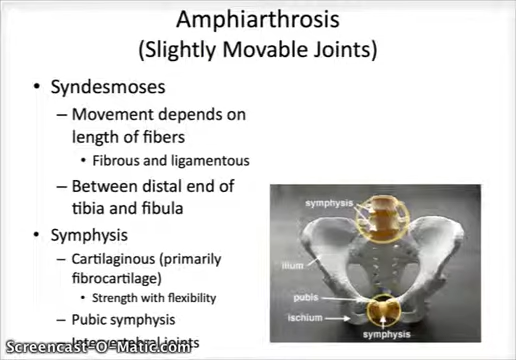 Amphiarthrosis
(Slightly Movable Joints)
• Syndesmoses
– Movement depends on
length of fibers
• Fibrous and ligamentous
– Between distal end of
tibia and fibula
• Symphysis
– Cartilaginous (primarily
fibrocartilage)
• Strength with flexibility
– Pubic symphysis
– Intervertebral joints
symphysis
ilium
pubis
ischium
symphysis
Screencast-O-Matic.com